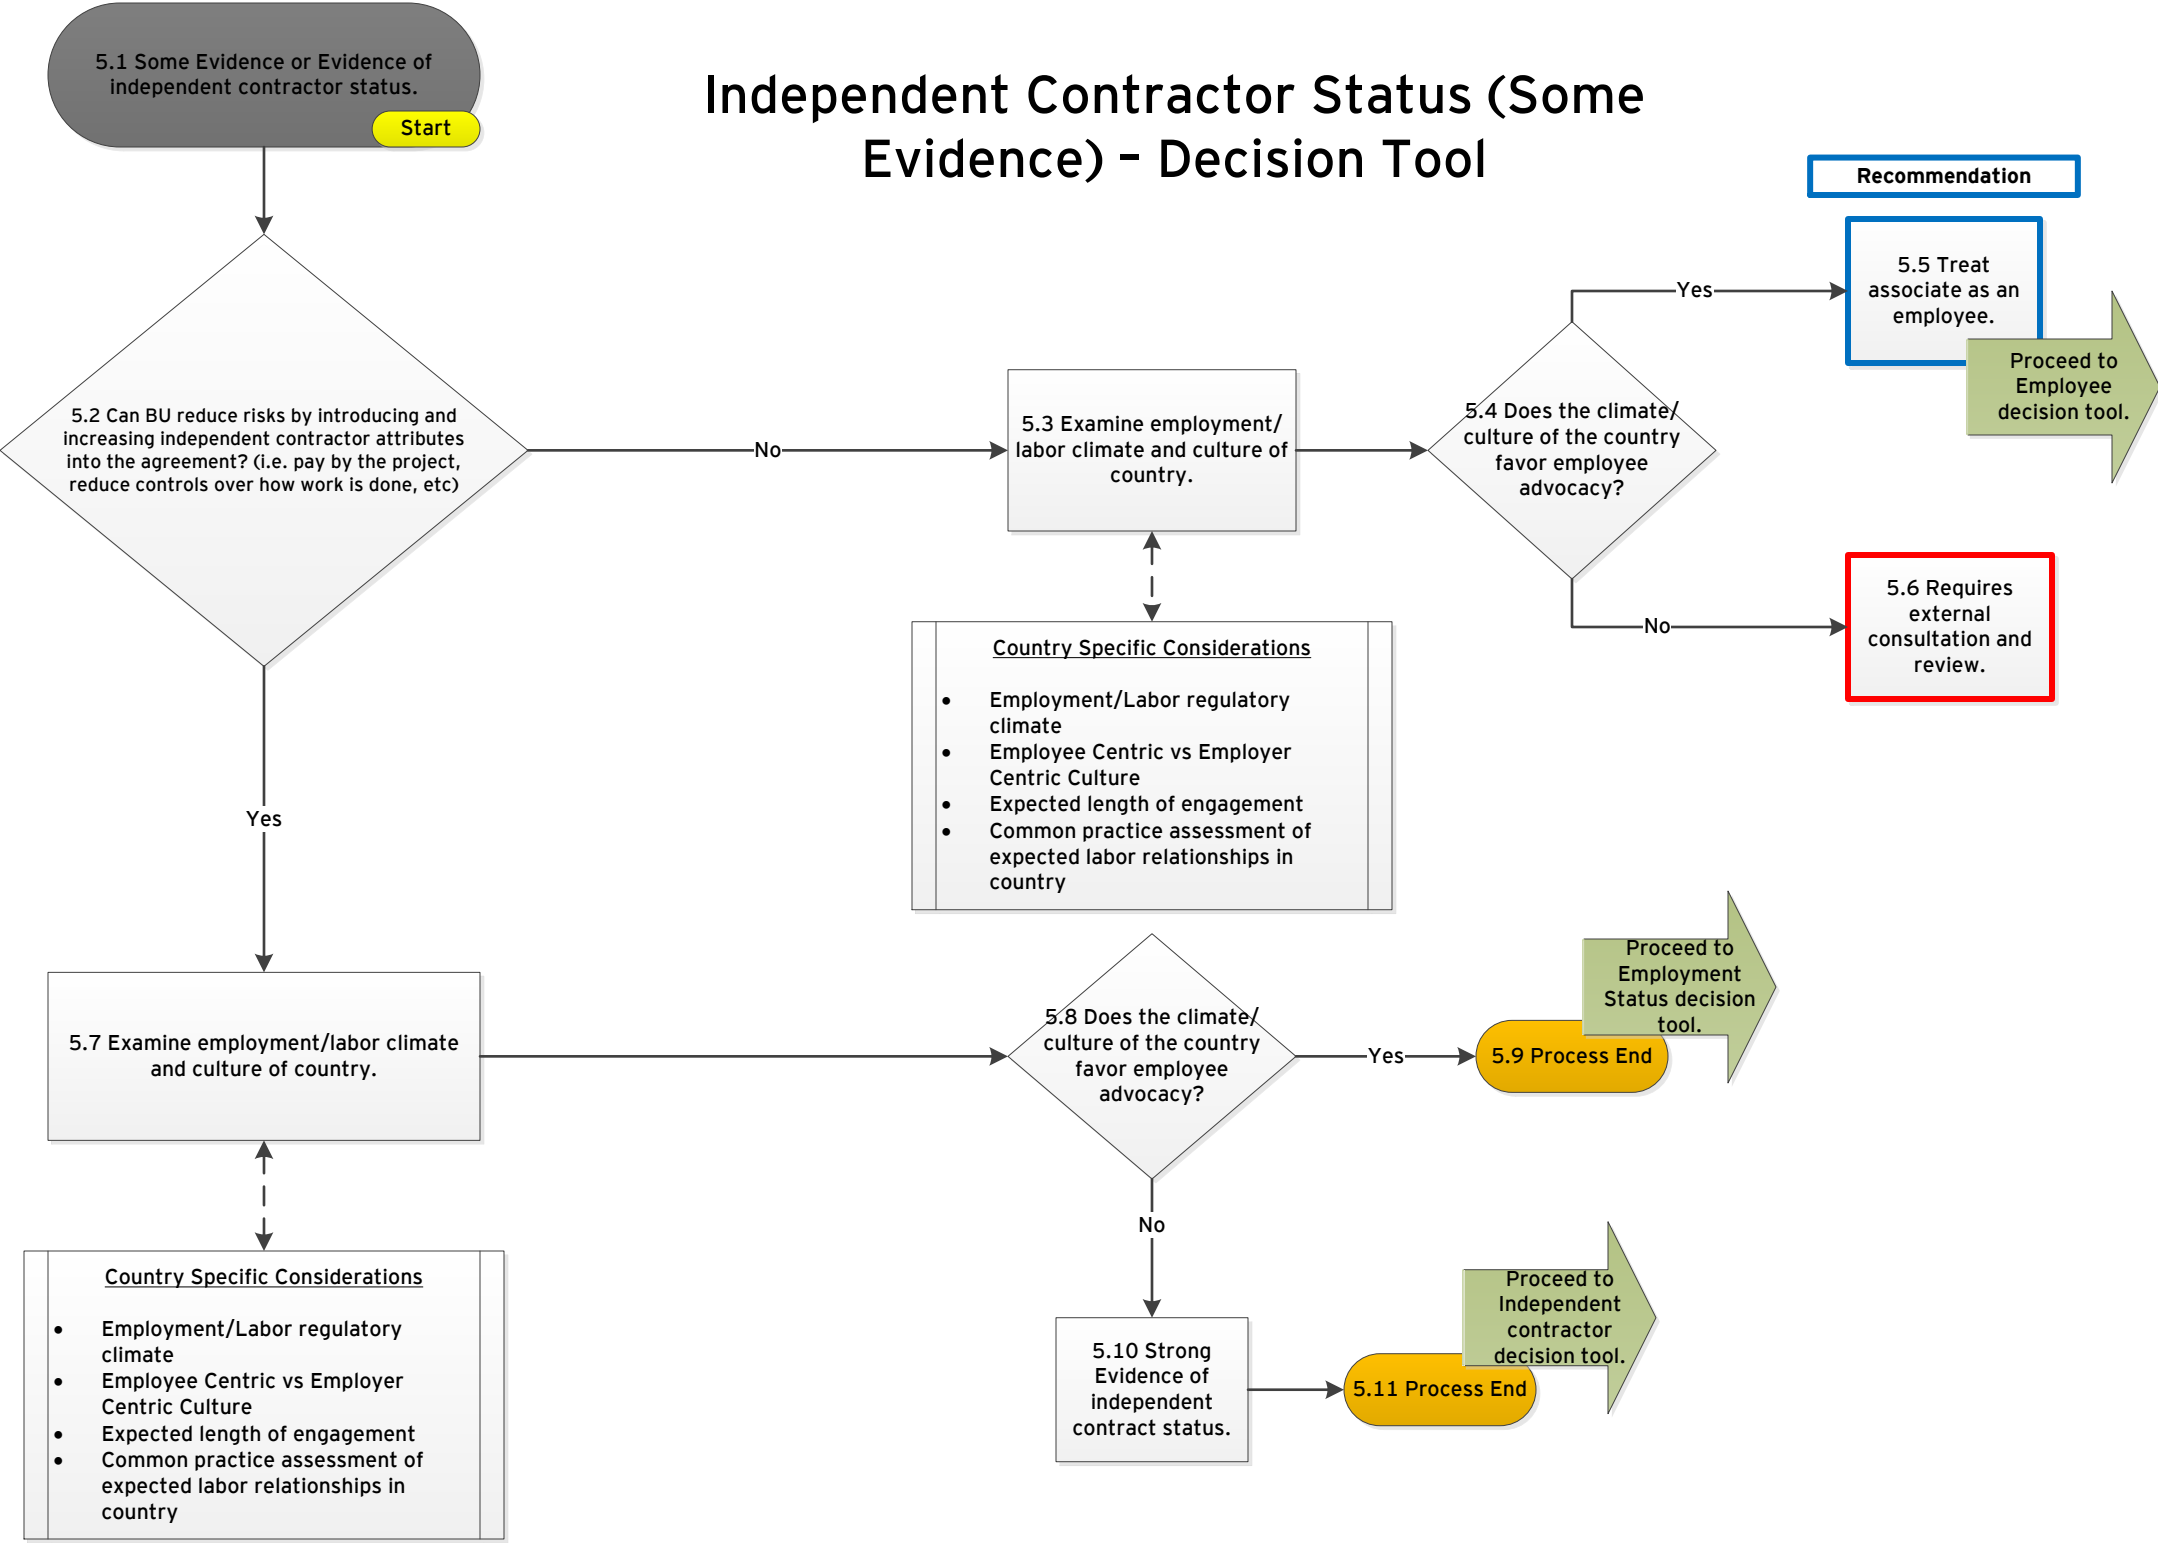 5.1 Some Evidence or Evidence of
independent contractor status.
Start
Independent Contractor Status (Some
Evidence) – Decision Tool
Recommendation
5.2 Can BU reduce risks by introducing and
increasing independent contractor attributes
into the agreement? (i.e. pay by the project,
reduce controls over how work is done, etc)
No
5.3 Examine employment/
labor climate and culture of
country.
5.4 Does the climate/
culture of the country
favor employee
advocacy?
Yes
5.5 Treat
associate as an
employee.
Proceed to
Employee
decision tool.
No
5.6 Requires
external
consultation and
review.
Country Specific Considerations
• Employment/Labor regulatory
climate
• Employee Centric vs Employer
Centric Culture
• Expected length of engagement
• Common practice assessment of
expected labor relationships in
country
Yes
5.7 Examine employment/labor climate
and culture of country.
5.8 Does the climate/
culture of the country
favor employee
advocacy?
Yes
5.9 Process End
Proceed to
Employment
Status decision
tool.
No
5.10 Strong
Evidence of
independent
contract status.
5.11 Process End
Proceed to
Independent
contractor
decision tool.
Country Specific Considerations
• Employment/Labor regulatory
climate
• Employee Centric vs Employer
Centric Culture
• Expected length of engagement
• Common practice assessment of
expected labor relationships in
country